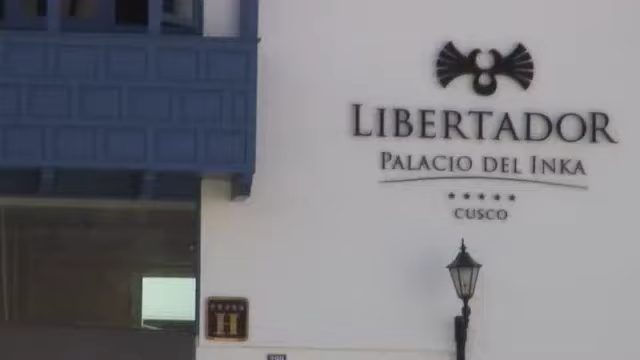 LIBERTADOR
PALACIO DEL INKA
★★★★★
CUSCO
H